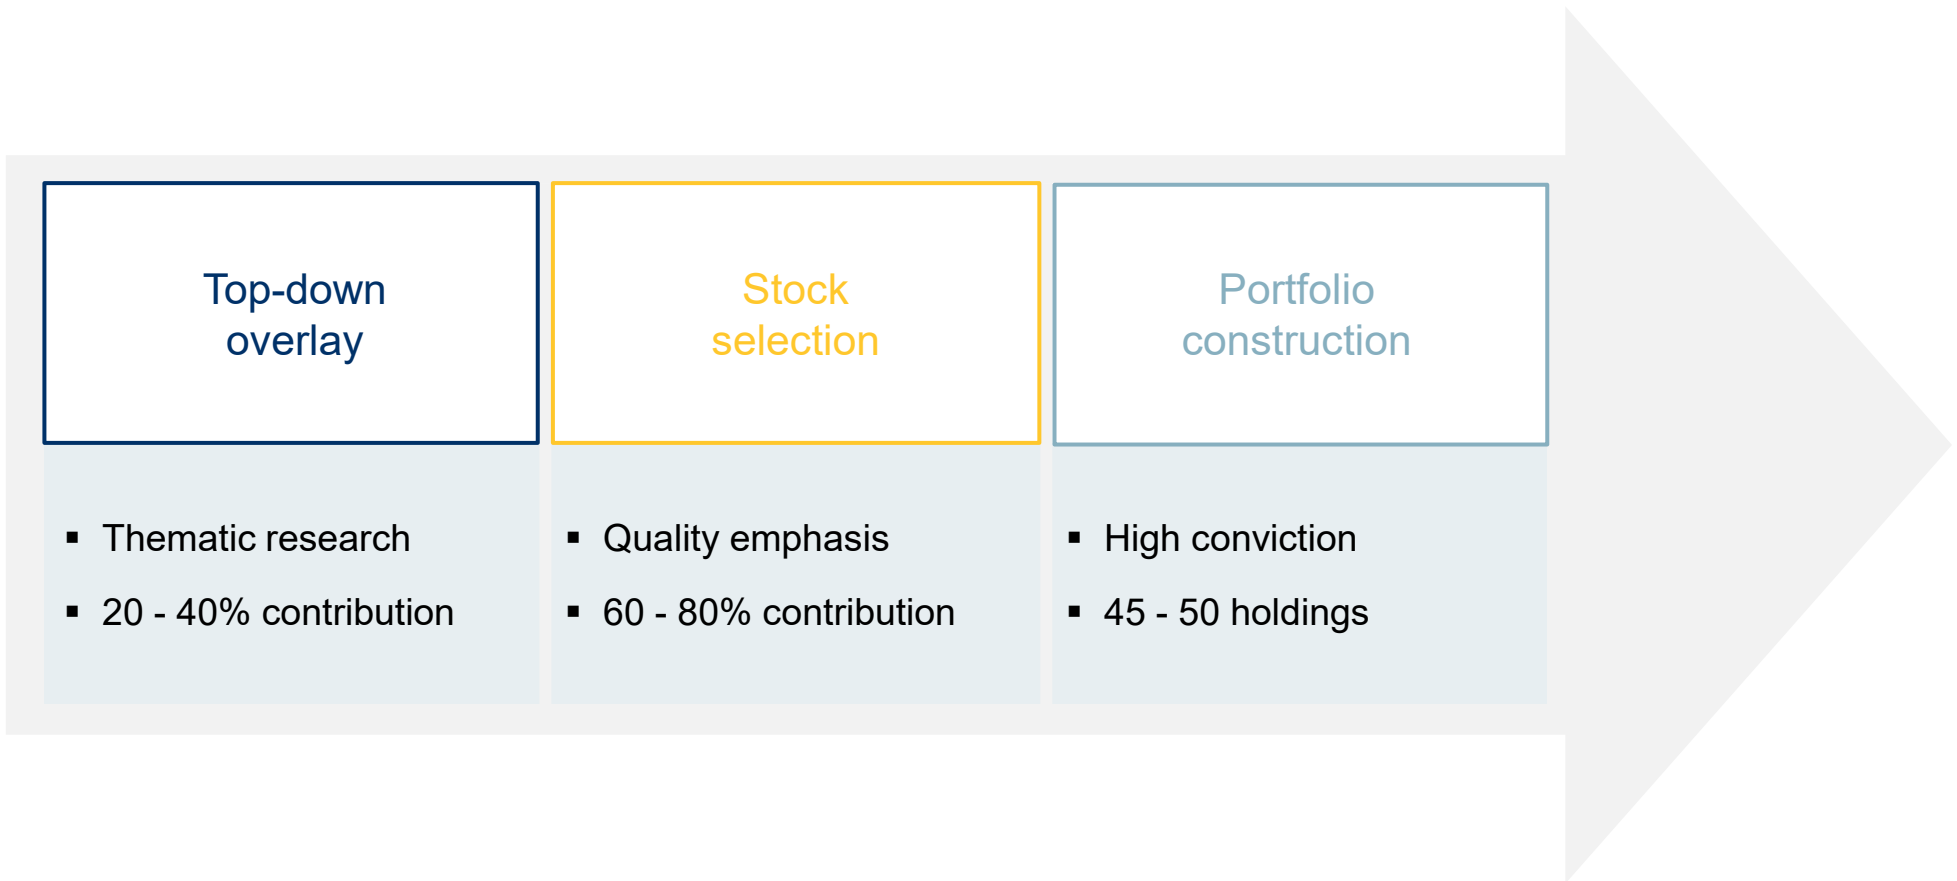 Top-down
overlay
Stock
selection
Portfolio
construction
▪ Thematic research
▪ 20 - 40% contribution
▪ Quality emphasis
▪ 60 - 80% contribution
▪ High conviction
▪ 45 - 50 holdings